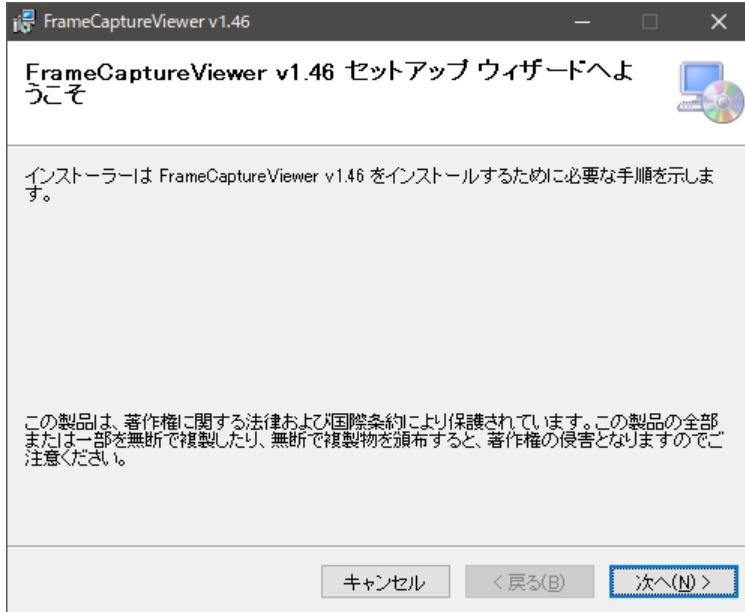 FrameCaptureViewer v1.46
FrameCaptureViewer v1.46 セットアップ ウィザードへよ
うこそ
インストーラーは FrameCaptureViewer v1.46 をインストールするために必要な手順を示しま
す。
この製品は、著作権に関する法律および国際条約により保護されています。この製品の全部
または一部を無断で複製したり、無断で複製物を頒布すると、著作権の侵害となりますのでご
注意ください。
キャンセル
< 戻る(B)
次へ(N) >